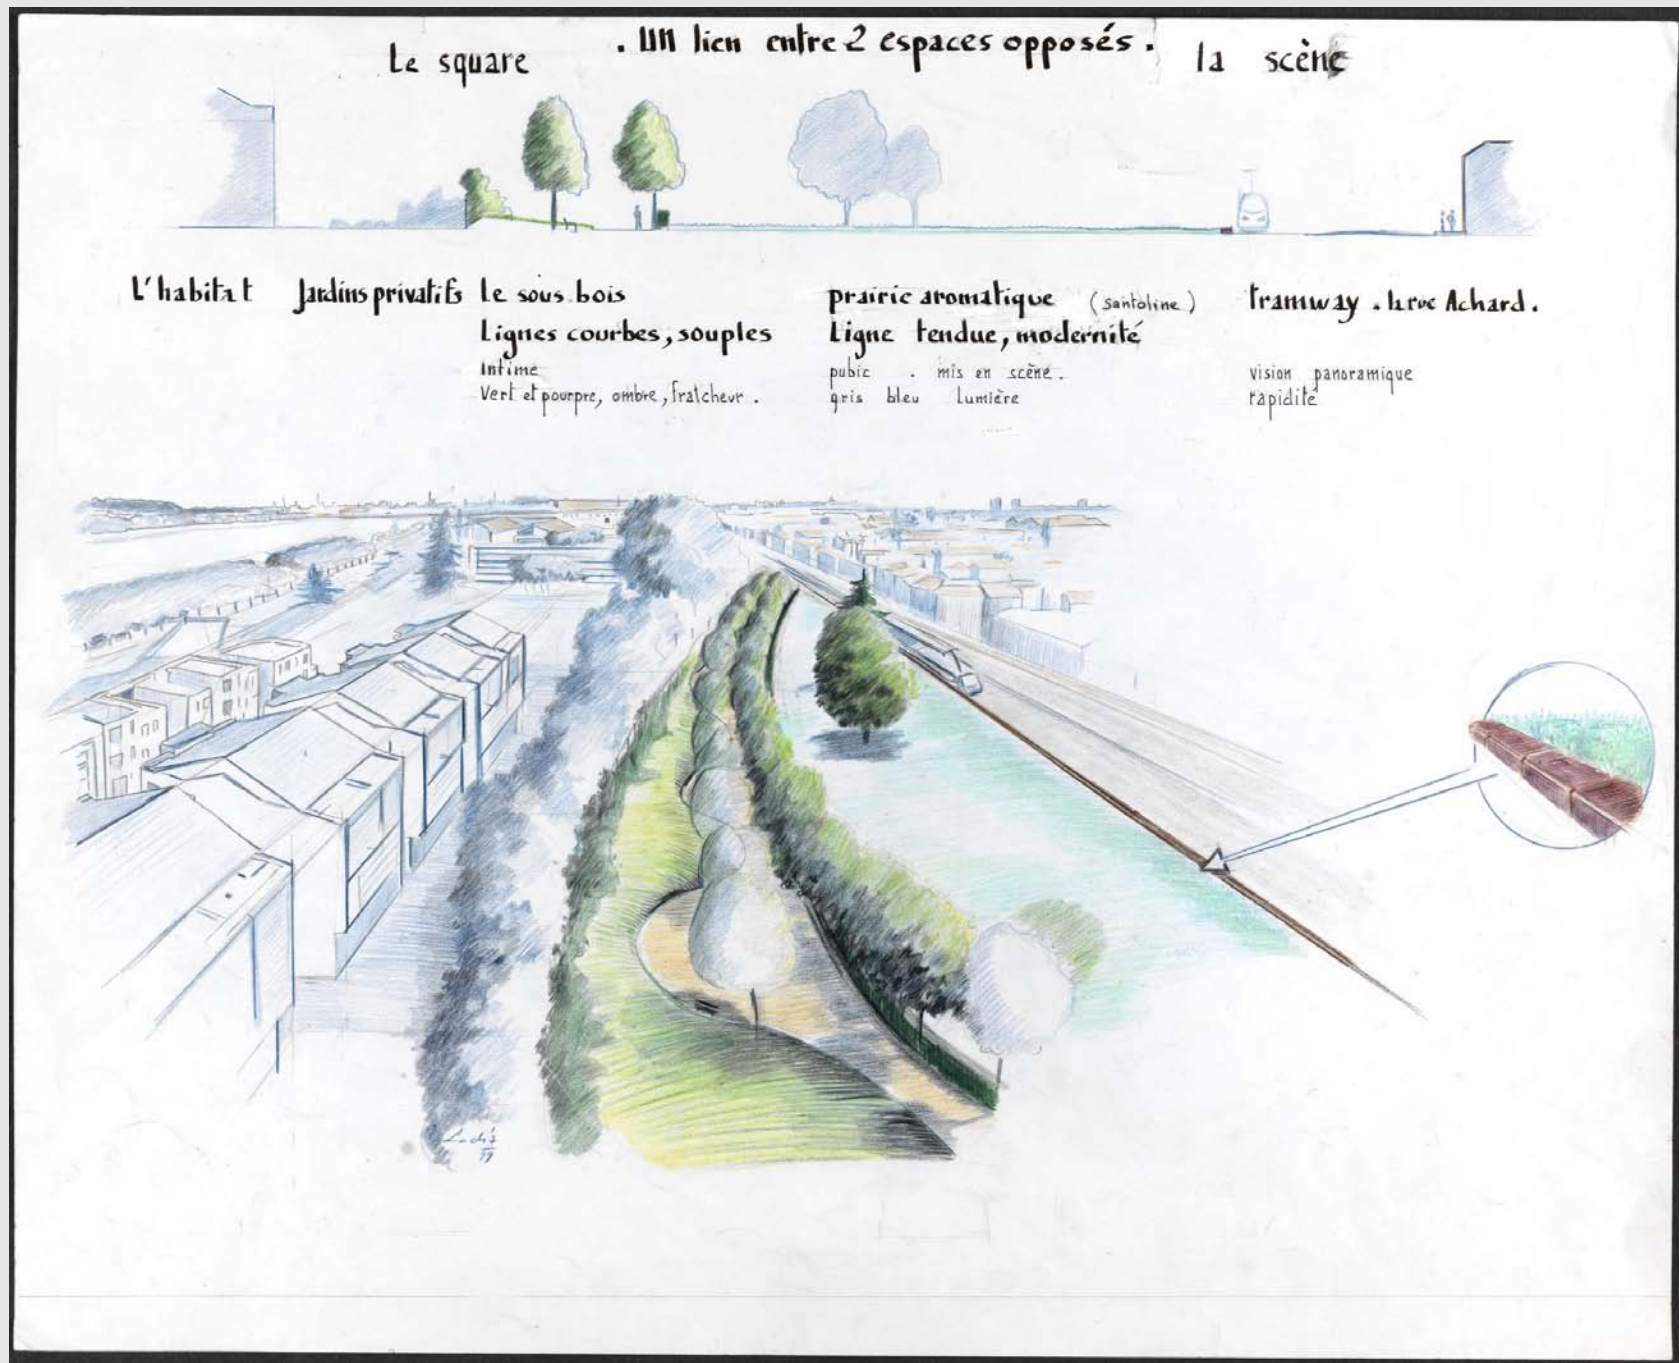 . Un lien entre 2 espaces opposés .
Le square
la scène
L'habitat
Jardins privatifs
Le sous bois
Lignes courbes, souples
Intime
Vert et pourpre, ombre, fraîcheur .
prairie aromatique (santoline)
Ligne tendue, modernité
pubic . mis en scène .
gris bleu Lumière
Tramway . la rue Achard .
vision panoramique
rapidité